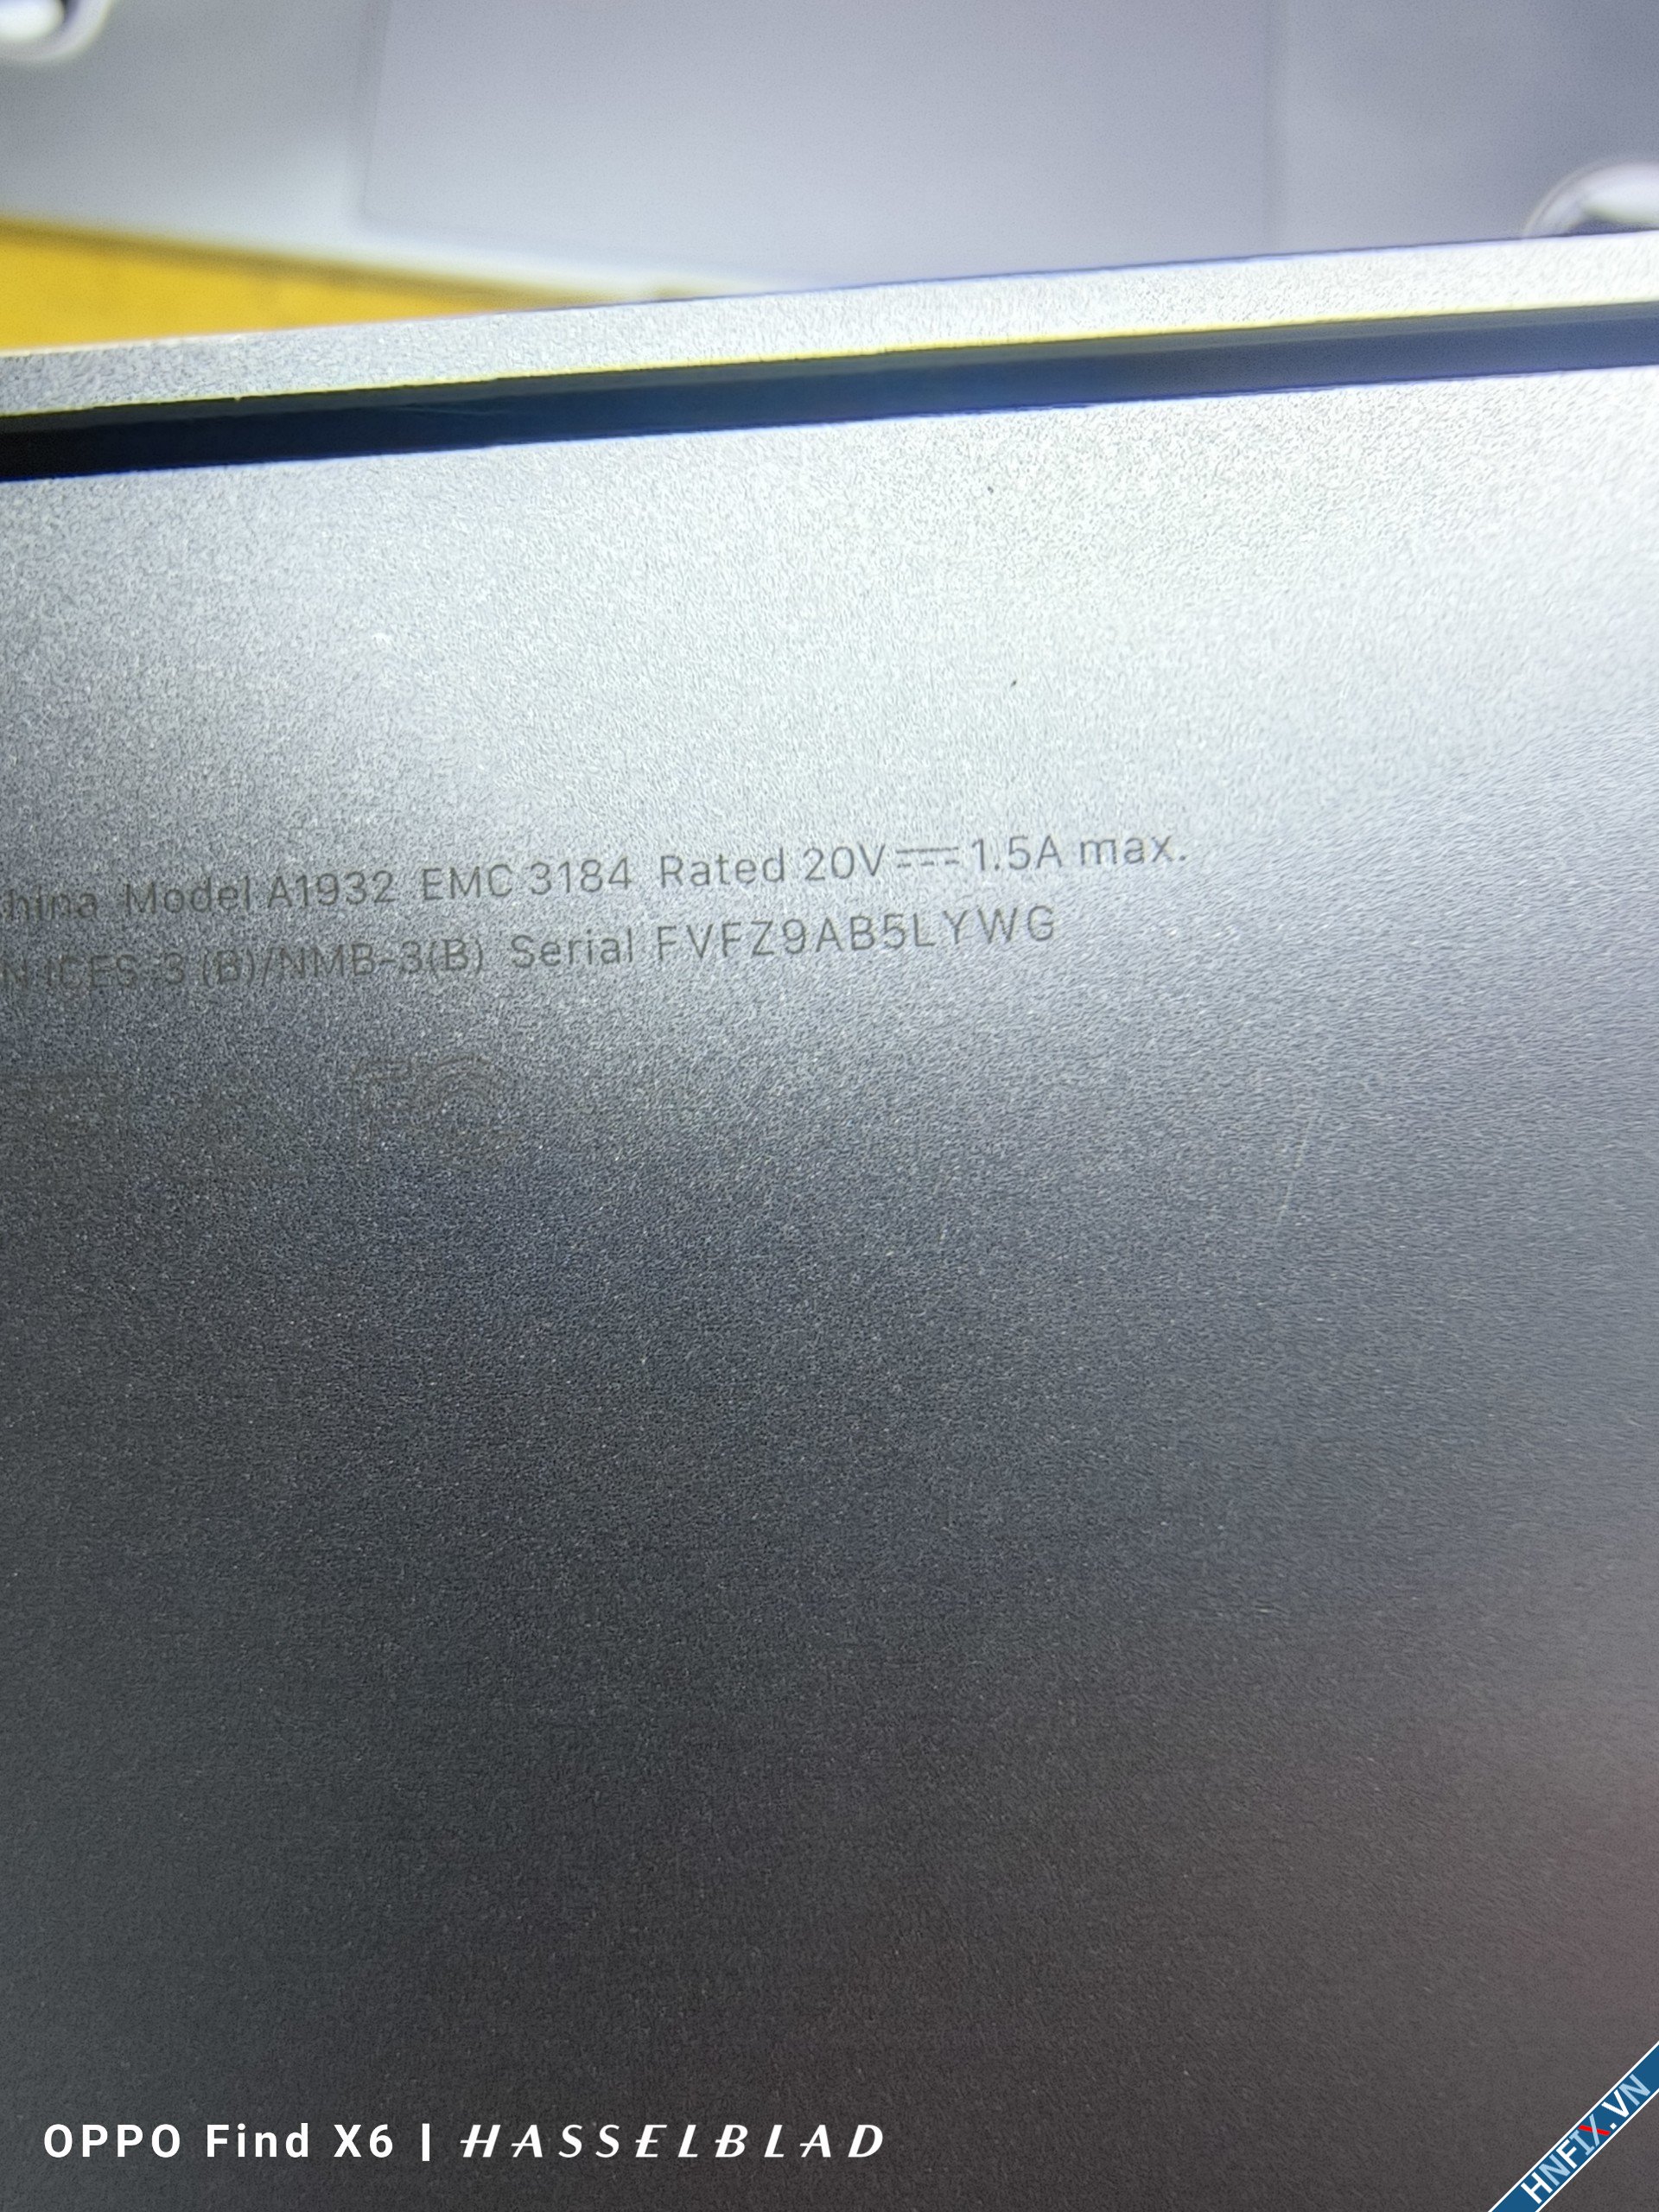 hina Model A1932 EMC 3184 Rated 20V⎓1.5A max.
N ICES-3 (B)/NMB-3(B) Serial FVFZ9AB5LYWG
FC
OPPO Find X6 | HASSELBLAD
HNFIX.VN